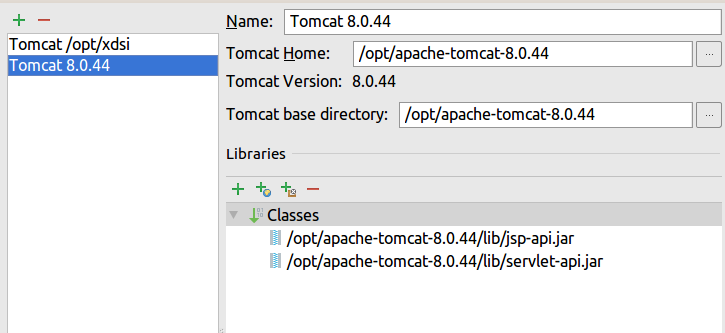 Tomcat /opt/xdsi
Tomcat 8.0.44
Name: Tomcat 8.0.44
Tomcat Home: /opt/apache-tomcat-8.0.44 ...
Tomcat Version: 8.0.44
Tomcat base directory: /opt/apache-tomcat-8.0.44 ...
Libraries
Classes
/opt/apache-tomcat-8.0.44/lib/jsp-api.jar
/opt/apache-tomcat-8.0.44/lib/servlet-api.jar